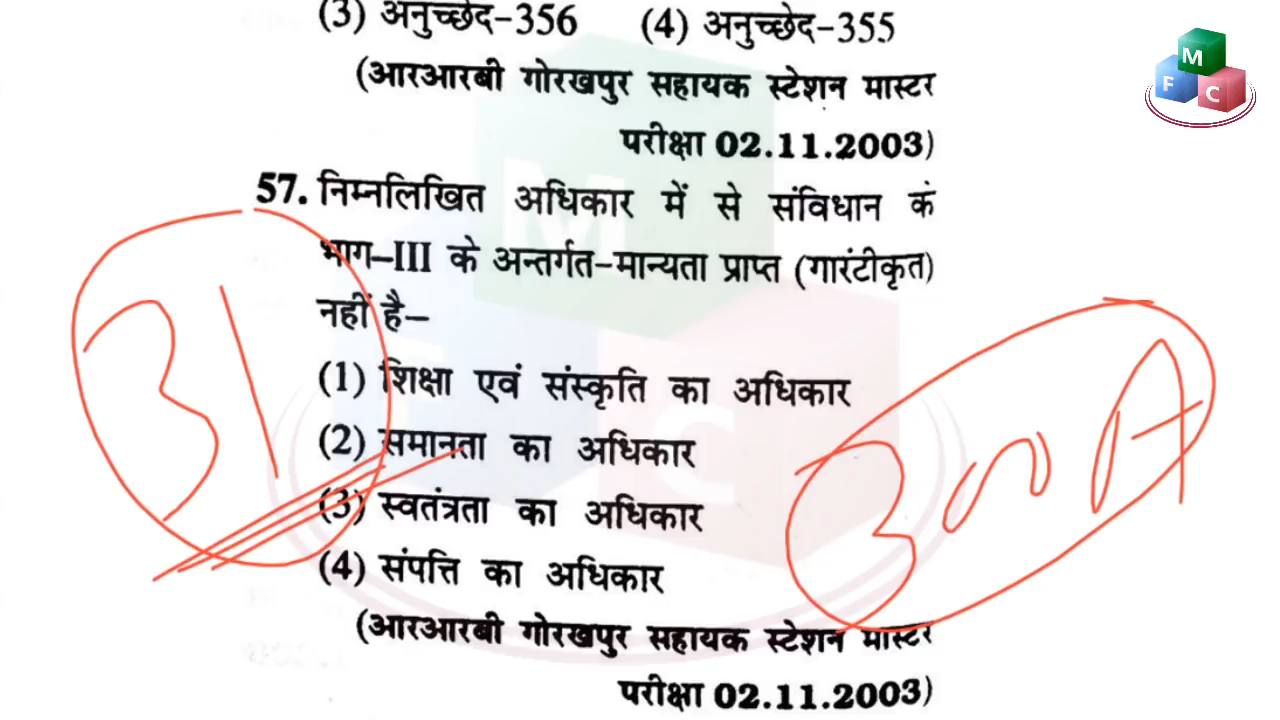 (3) अनुच्छेद-356 (4) अनुच्छेद-355
(आरआरबी गोरखपुर सहायक स्टेशन मास्टर
परीक्षा 02.11.2003)
57. निम्नलिखित अधिकार में से संविधान कं
भाग-III के अन्तर्गत-मान्यता प्राप्त (गारंटीकृत)
नहीं है-
(1) शिक्षा एवं संस्कृति का अधिकार
(2) समानता का अधिकार
(3) स्वतंत्रता का अधिकार
(4) संपत्ति का अधिकार
(आरआरबी गोरखपुर सहायक स्टेशन मास्टर
परीक्षा 02.11.2003)
31
300 A
M
F C